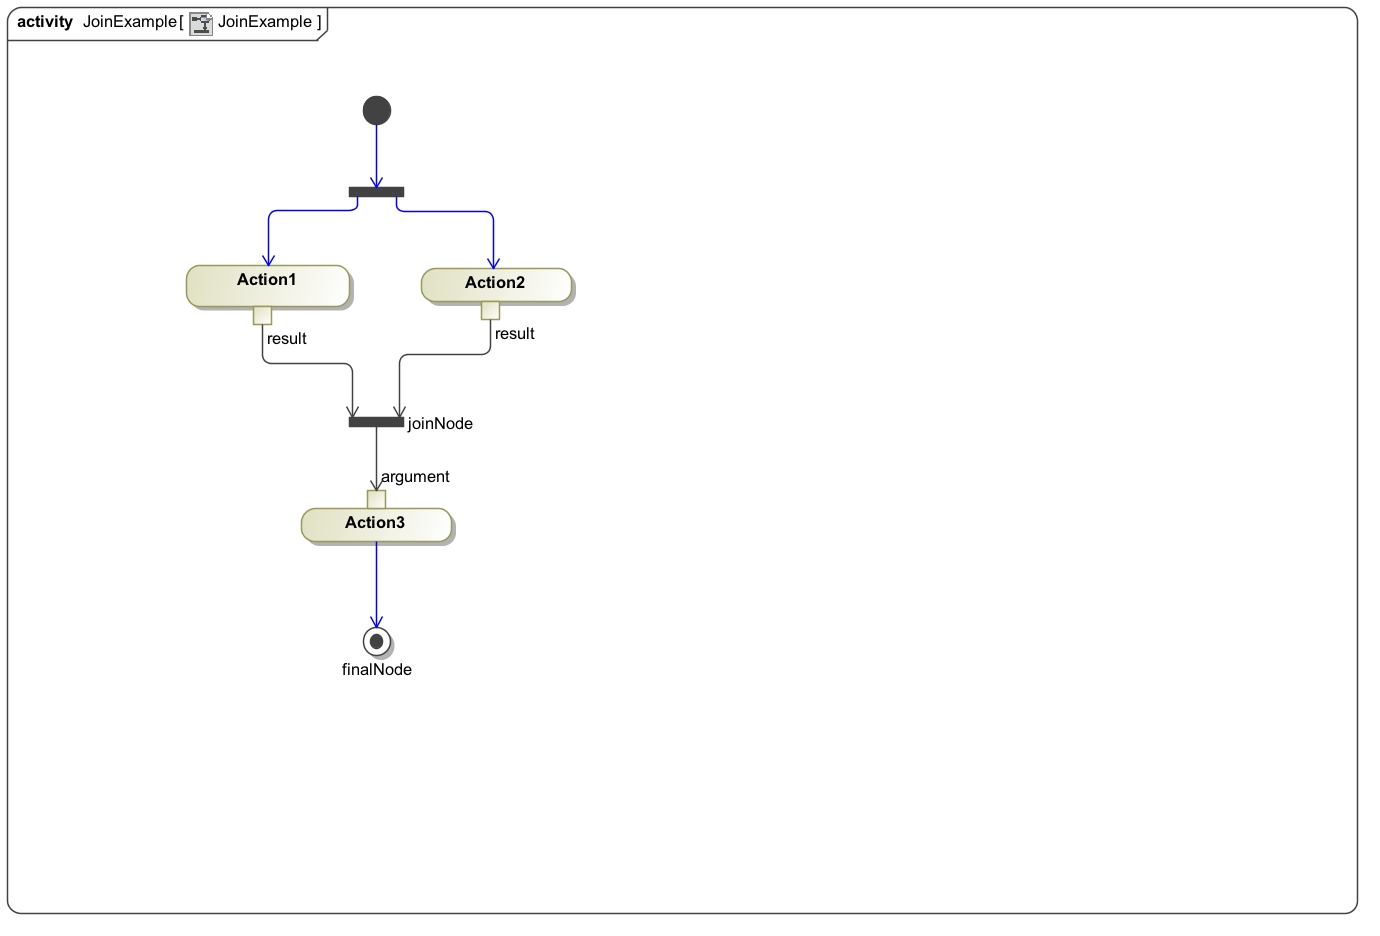 activity JoinExample[ JoinExample ]
Action1
Action2
result
result
joinNode
argument
Action3
finalNode